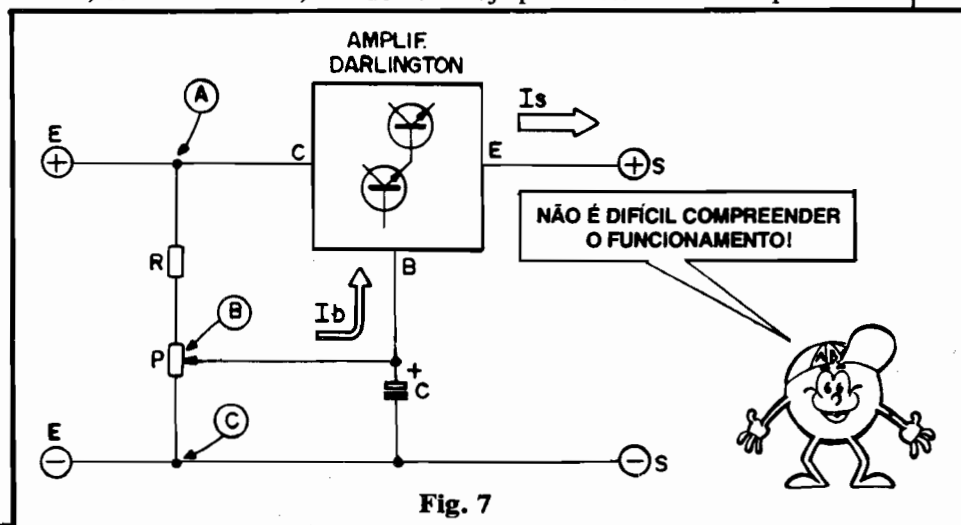 AMPLIF.
DARLINGTON
A
Is
E
+
C
E
+ S
NÃO É DIFÍCIL COMPREENDER
O FUNCIONAMENTO!
R
B
B
Ib
P
+
C
C
E
−
− S
Fig. 7